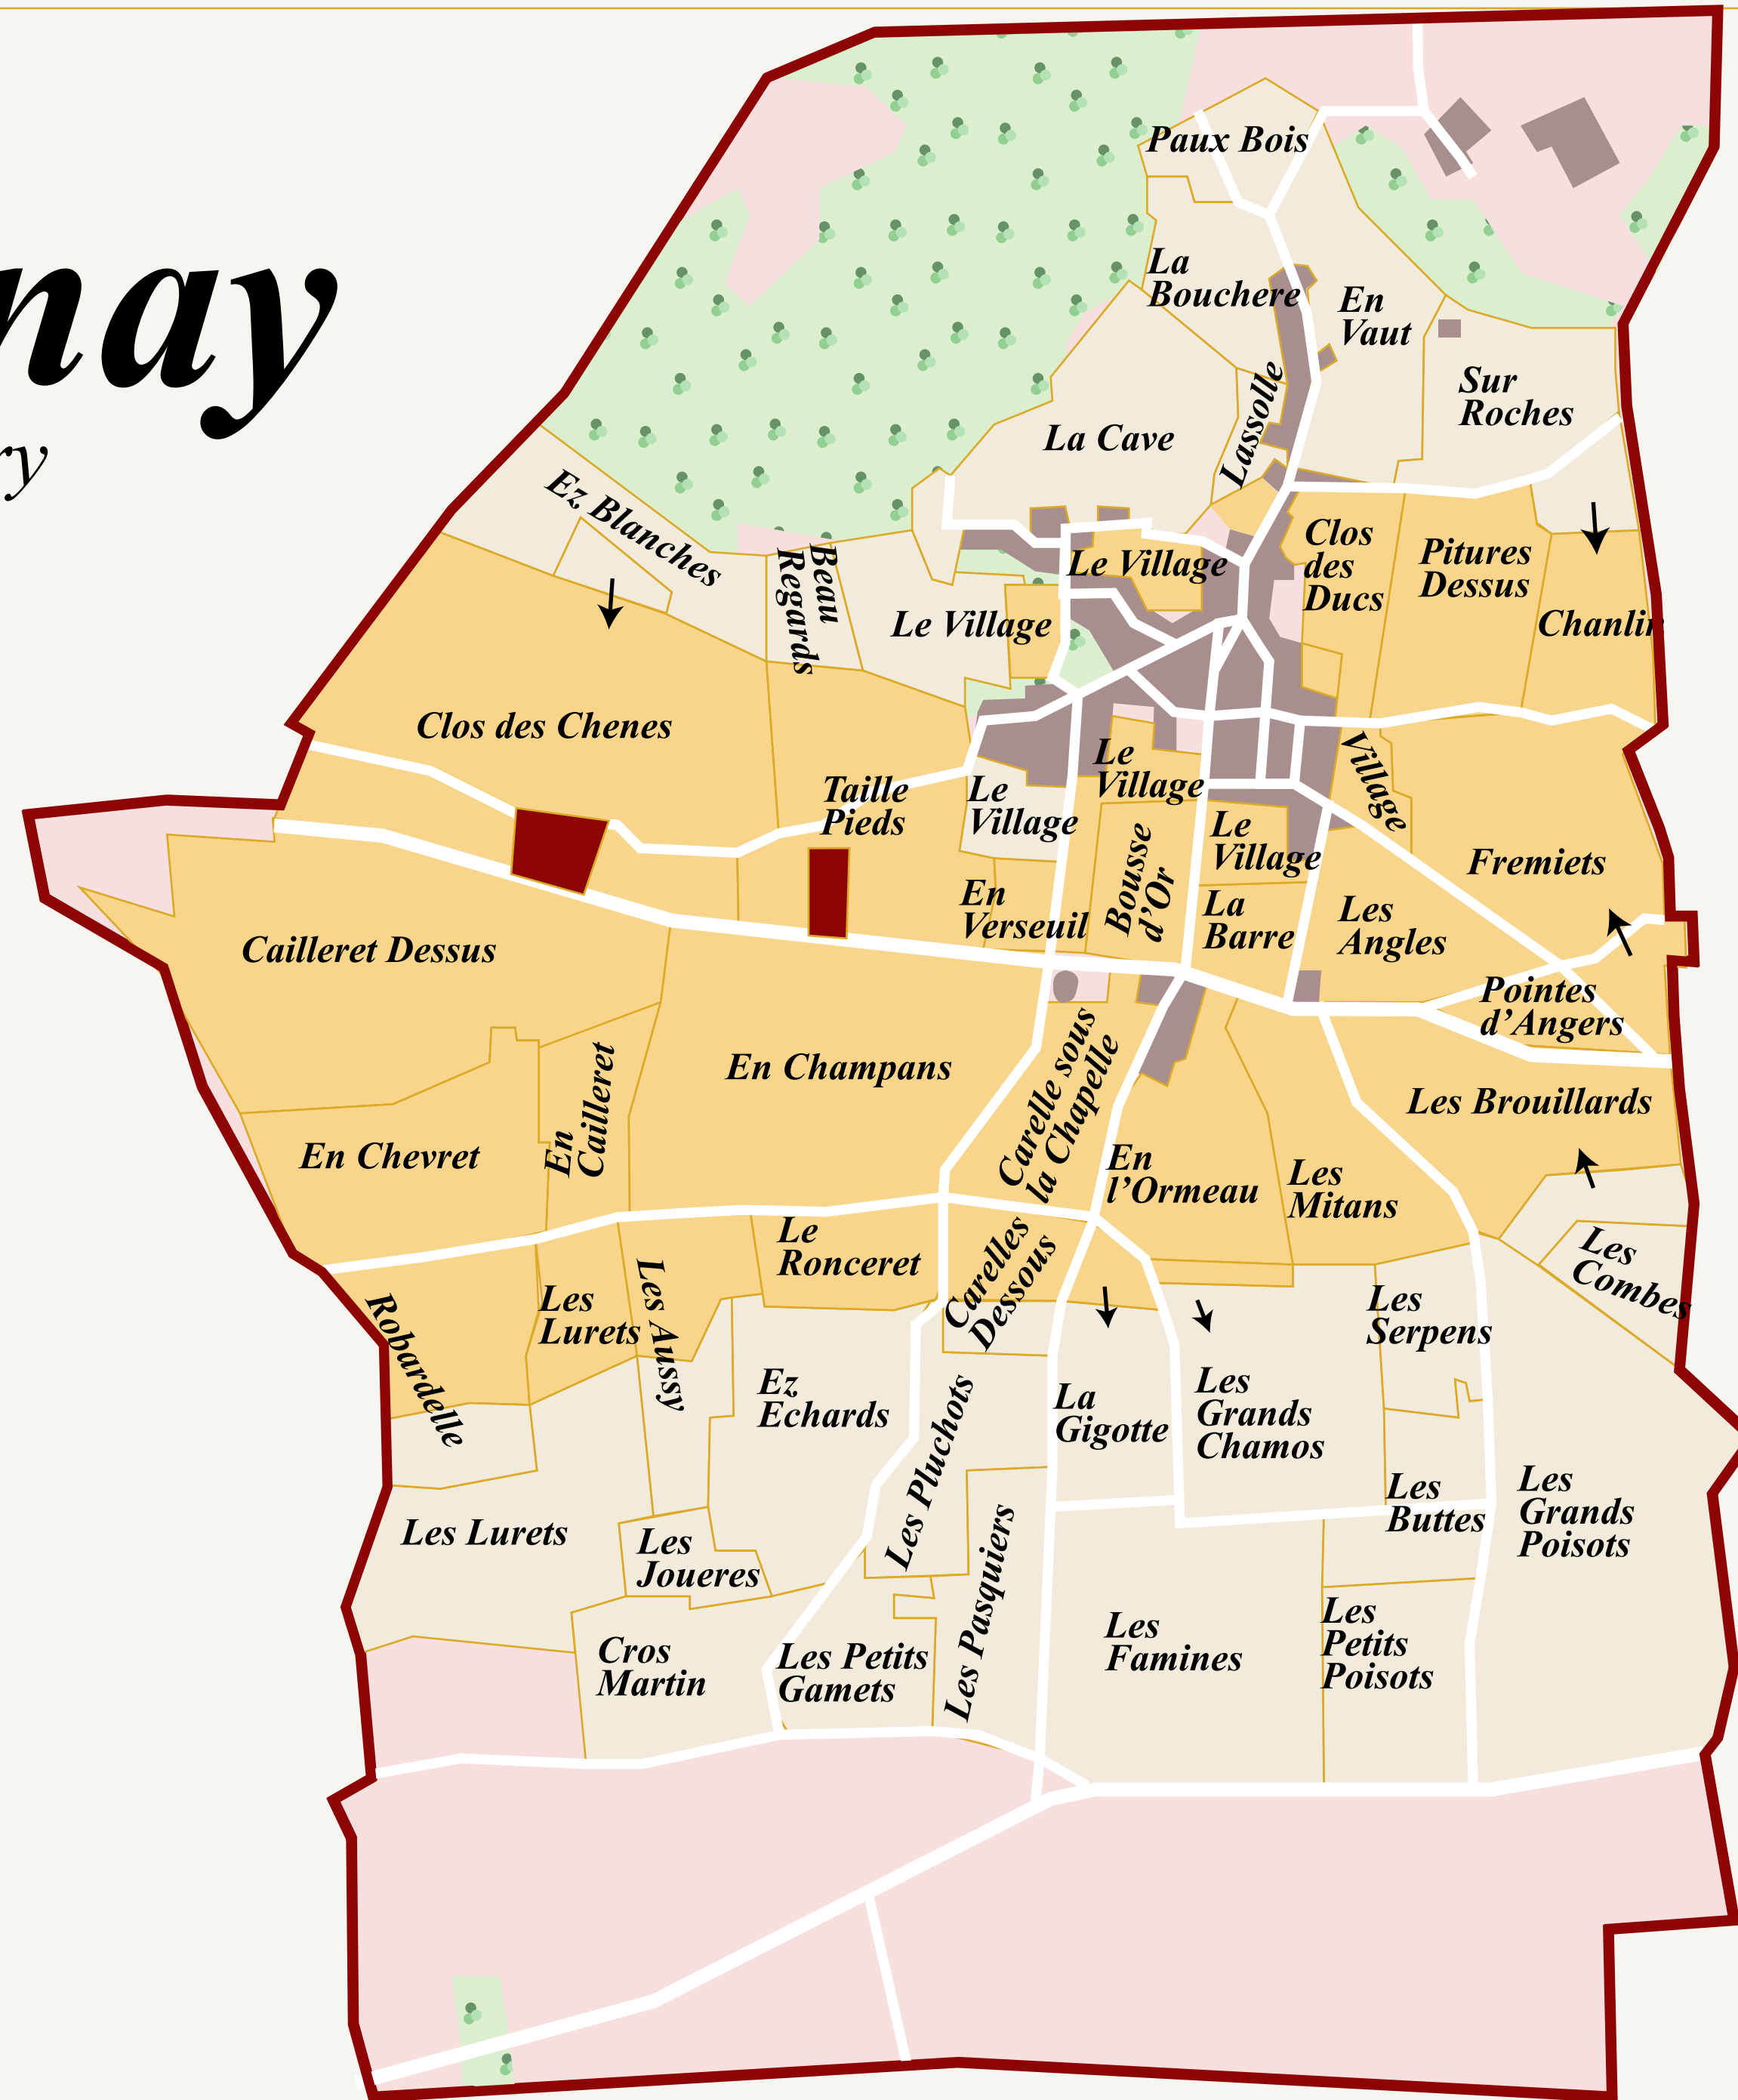 nay
ry
Paux Bois
La
Bouchere
En
Vaut
Sur
Roches
Lassolle
La Cave
Ez Blanches
Beau
Regards
Le Village
Le Village
Clos
des
Ducs
Pitures
Dessus
Chanlin
Clos des Chenes
Taille
Pieds
Le
Village
Le
Village
Le
Village
Village
Fremiets
En
Verseuil
Bousse
d'Or
La
Barre
Les
Angles
Cailleret Dessus
Pointes
d'Angers
En Champans
Carelle sous
la Chapelle
Les Brouillards
En Chevret
En
Cailleret
En
l'Ormeau
Les
Mitans
Le
Ronceret
Carelles
Dessous
Les
Combes
Robardelle
Les
Lurets
Les Aussy
Les
Serpens
Ez
Echards
La
Gigotte
Les
Grands
Chamos
Les Pluchots
Les
Buttes
Les
Grands
Poisots
Les Lurets
Les
Joueres
Les Pasquiers
Les
Famines
Les
Petits
Poisots
Cros
Martin
Les Petits
Gamets